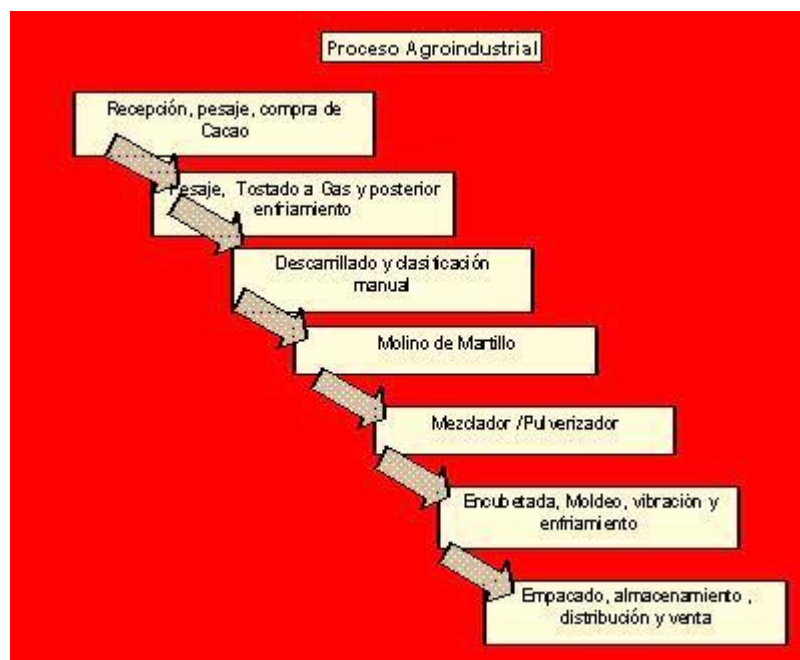 Proceso Agroindustrial
Recepción, pesaje, compra de
Cacao
Pesaje, Tostado a Gas y posterior
enfriamiento
Descarrillado y clasificación
manual
Molino de Martillo
Mezclador /Pulverizador
Encubetada, Moldeo, vibración y
enfriamiento
Empacado, almacenamiento ,
distribución y venta